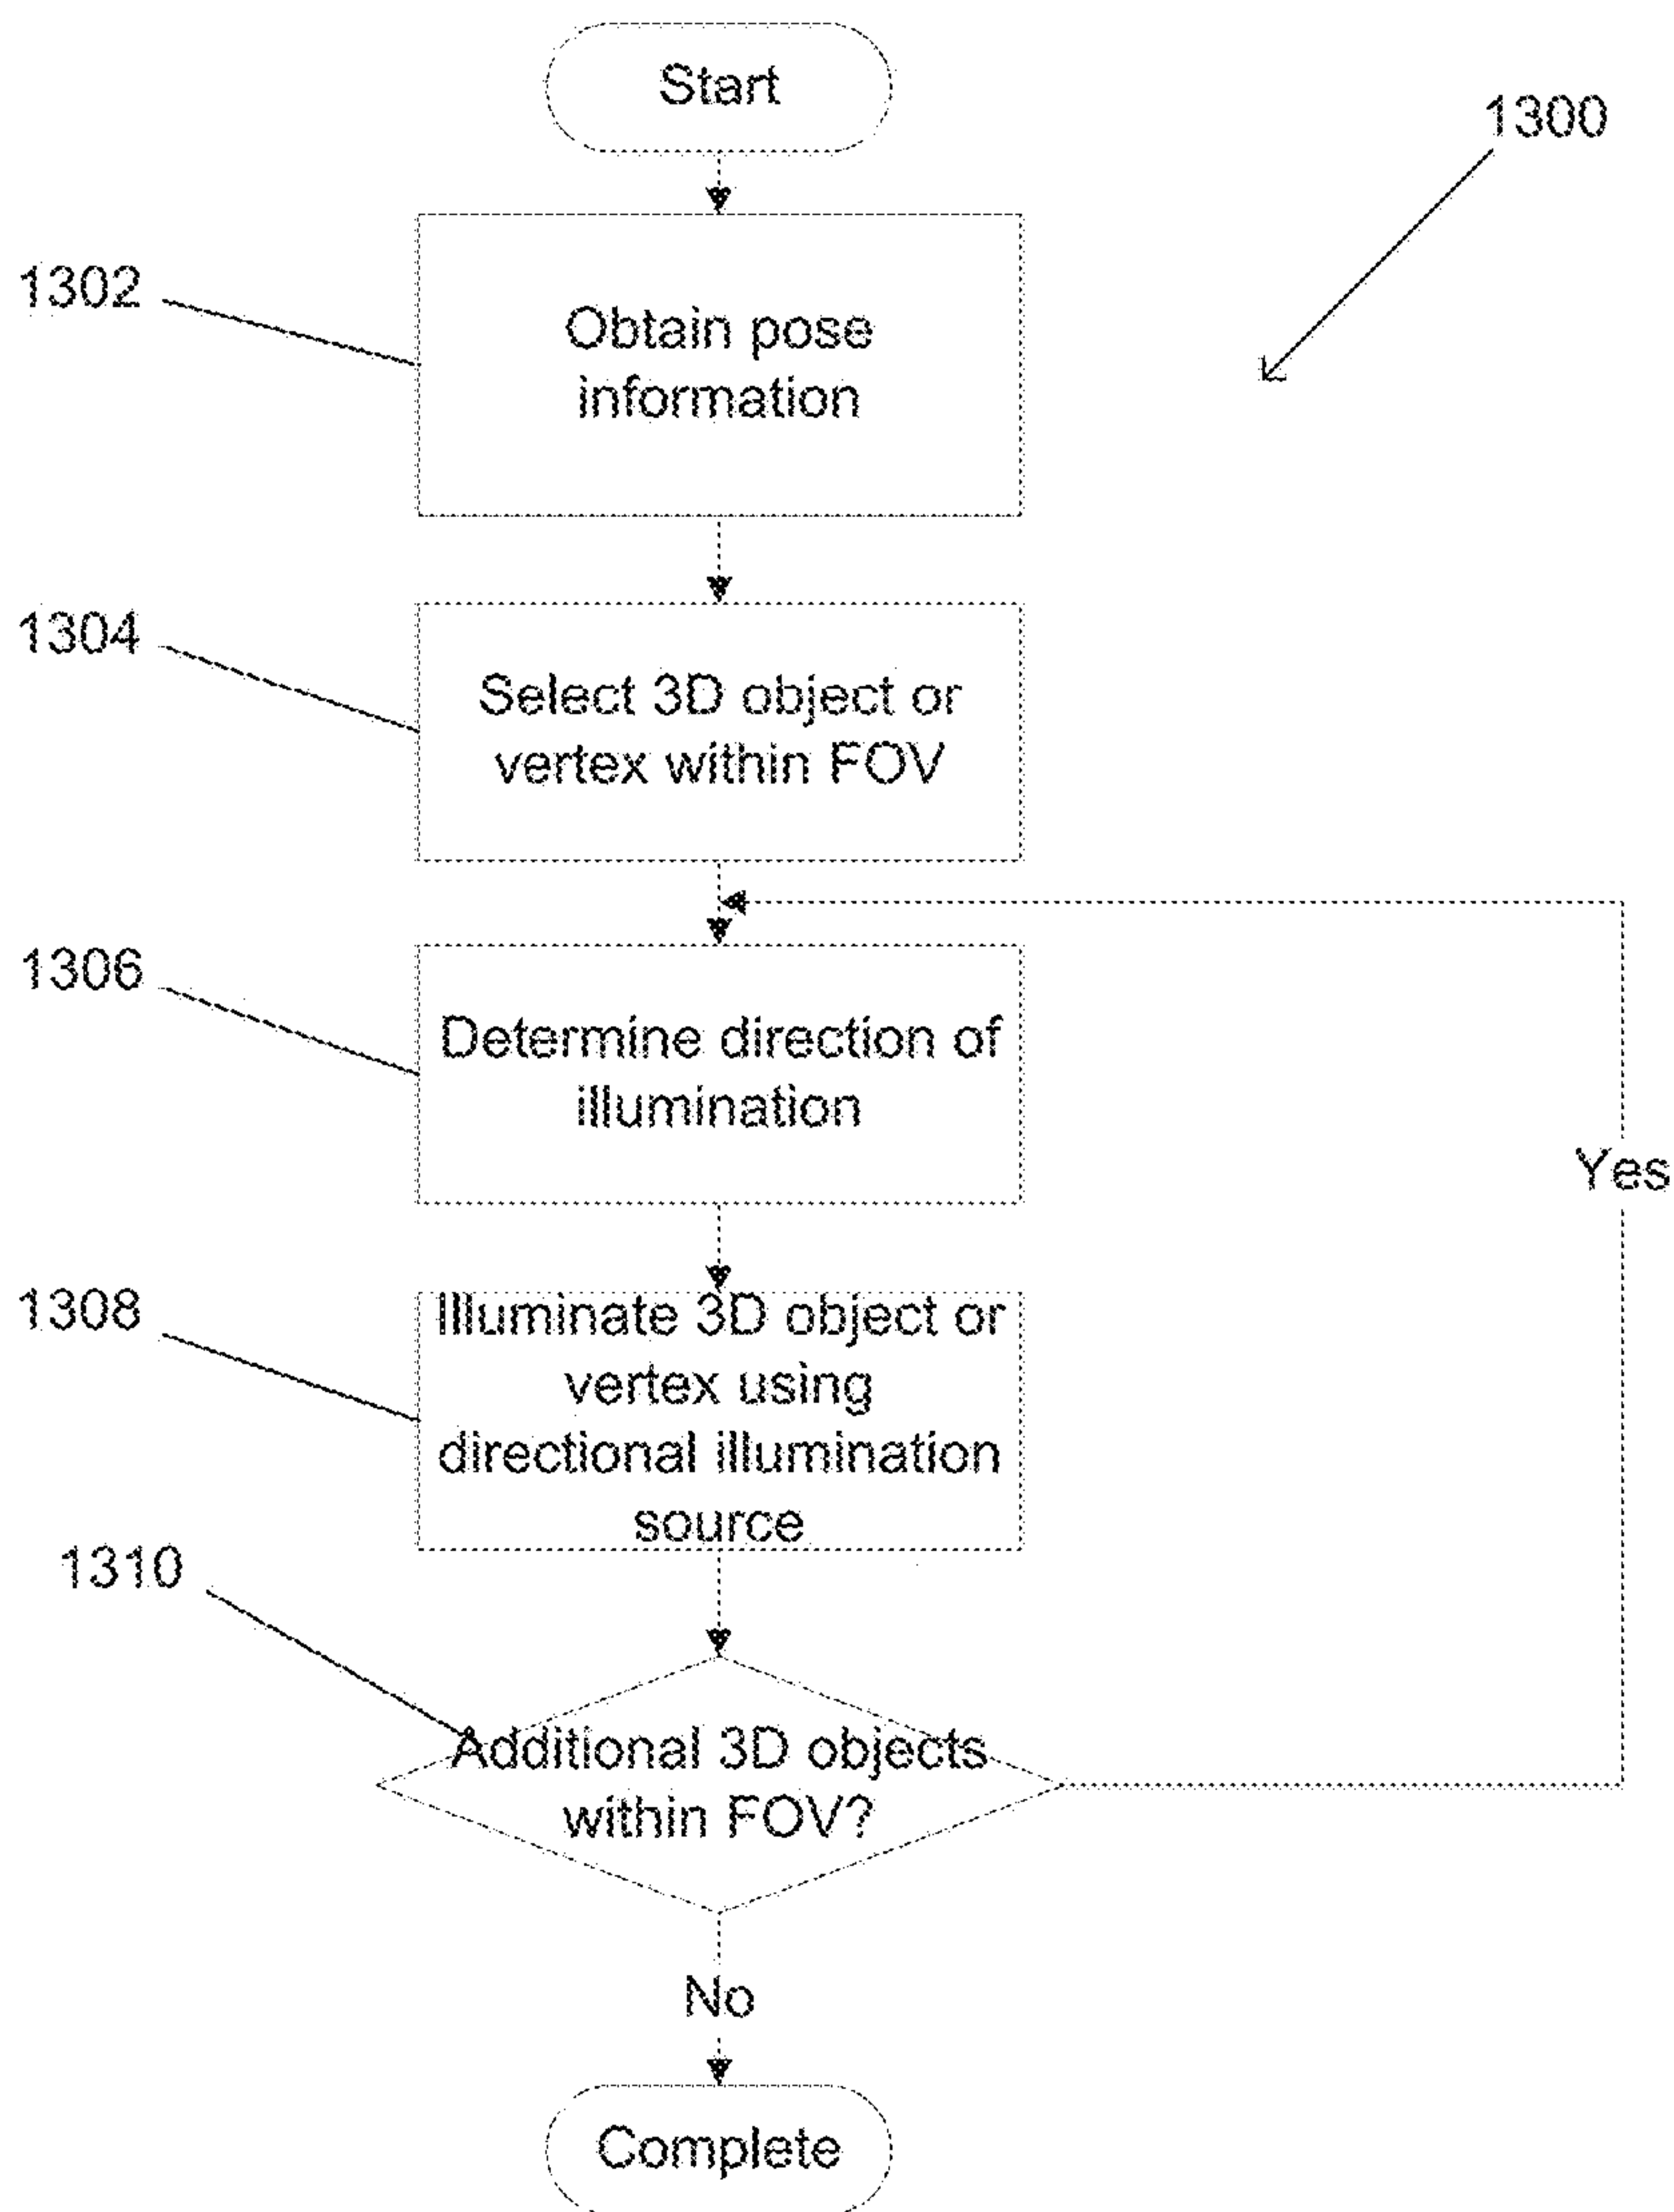 Start
1300
1302
Obtain pose
information
1304
Select 3D object or
vertex within FOV
1306
Determine direction of
illumination
Yes
1308
Illuminate 3D object or
vertex using
directional illumination
source
1310
Additional 3D objects
within FOV?
No
Complete